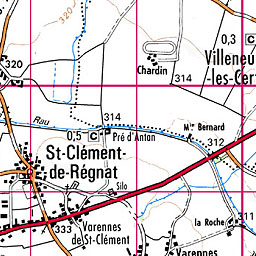 320
320
0,3 C
Villeneu
-les-Cer
Chardin
314
Rau
314
0,5 C
Pré d'Antan
Mon Bernard
312
St-Clément-
de-Régnat
R.
Silo
333
Varennes
de St-Clément
la Roche
311
Varennes